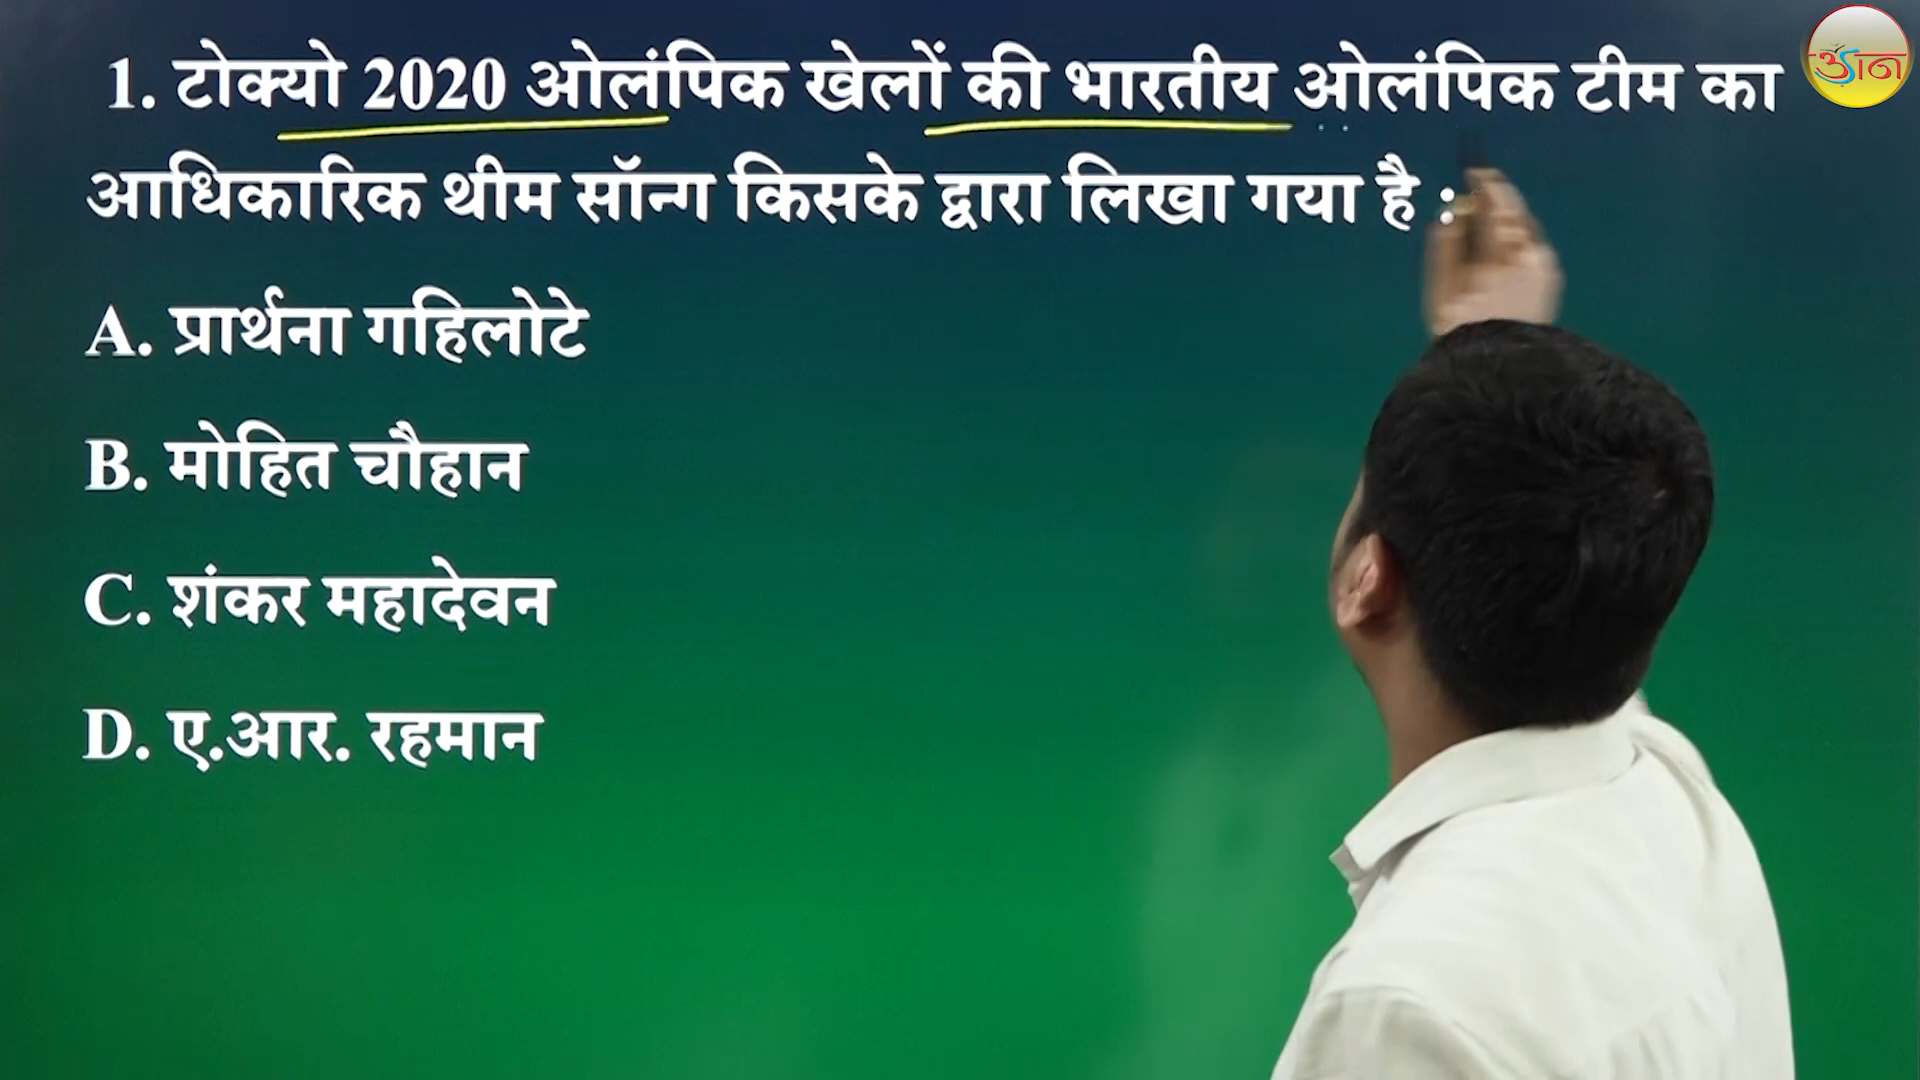 1. टोक्यो 2020 ओलंपिक खेलों की भारतीय ओलंपिक टीम का
आधिकारिक थीम सॉन्ग किसके द्वारा लिखा गया है :
A. प्रार्थना गहिलोटे
B. मोहित चौहान
C. शंकर महादेवन
D. ए.आर. रहमान